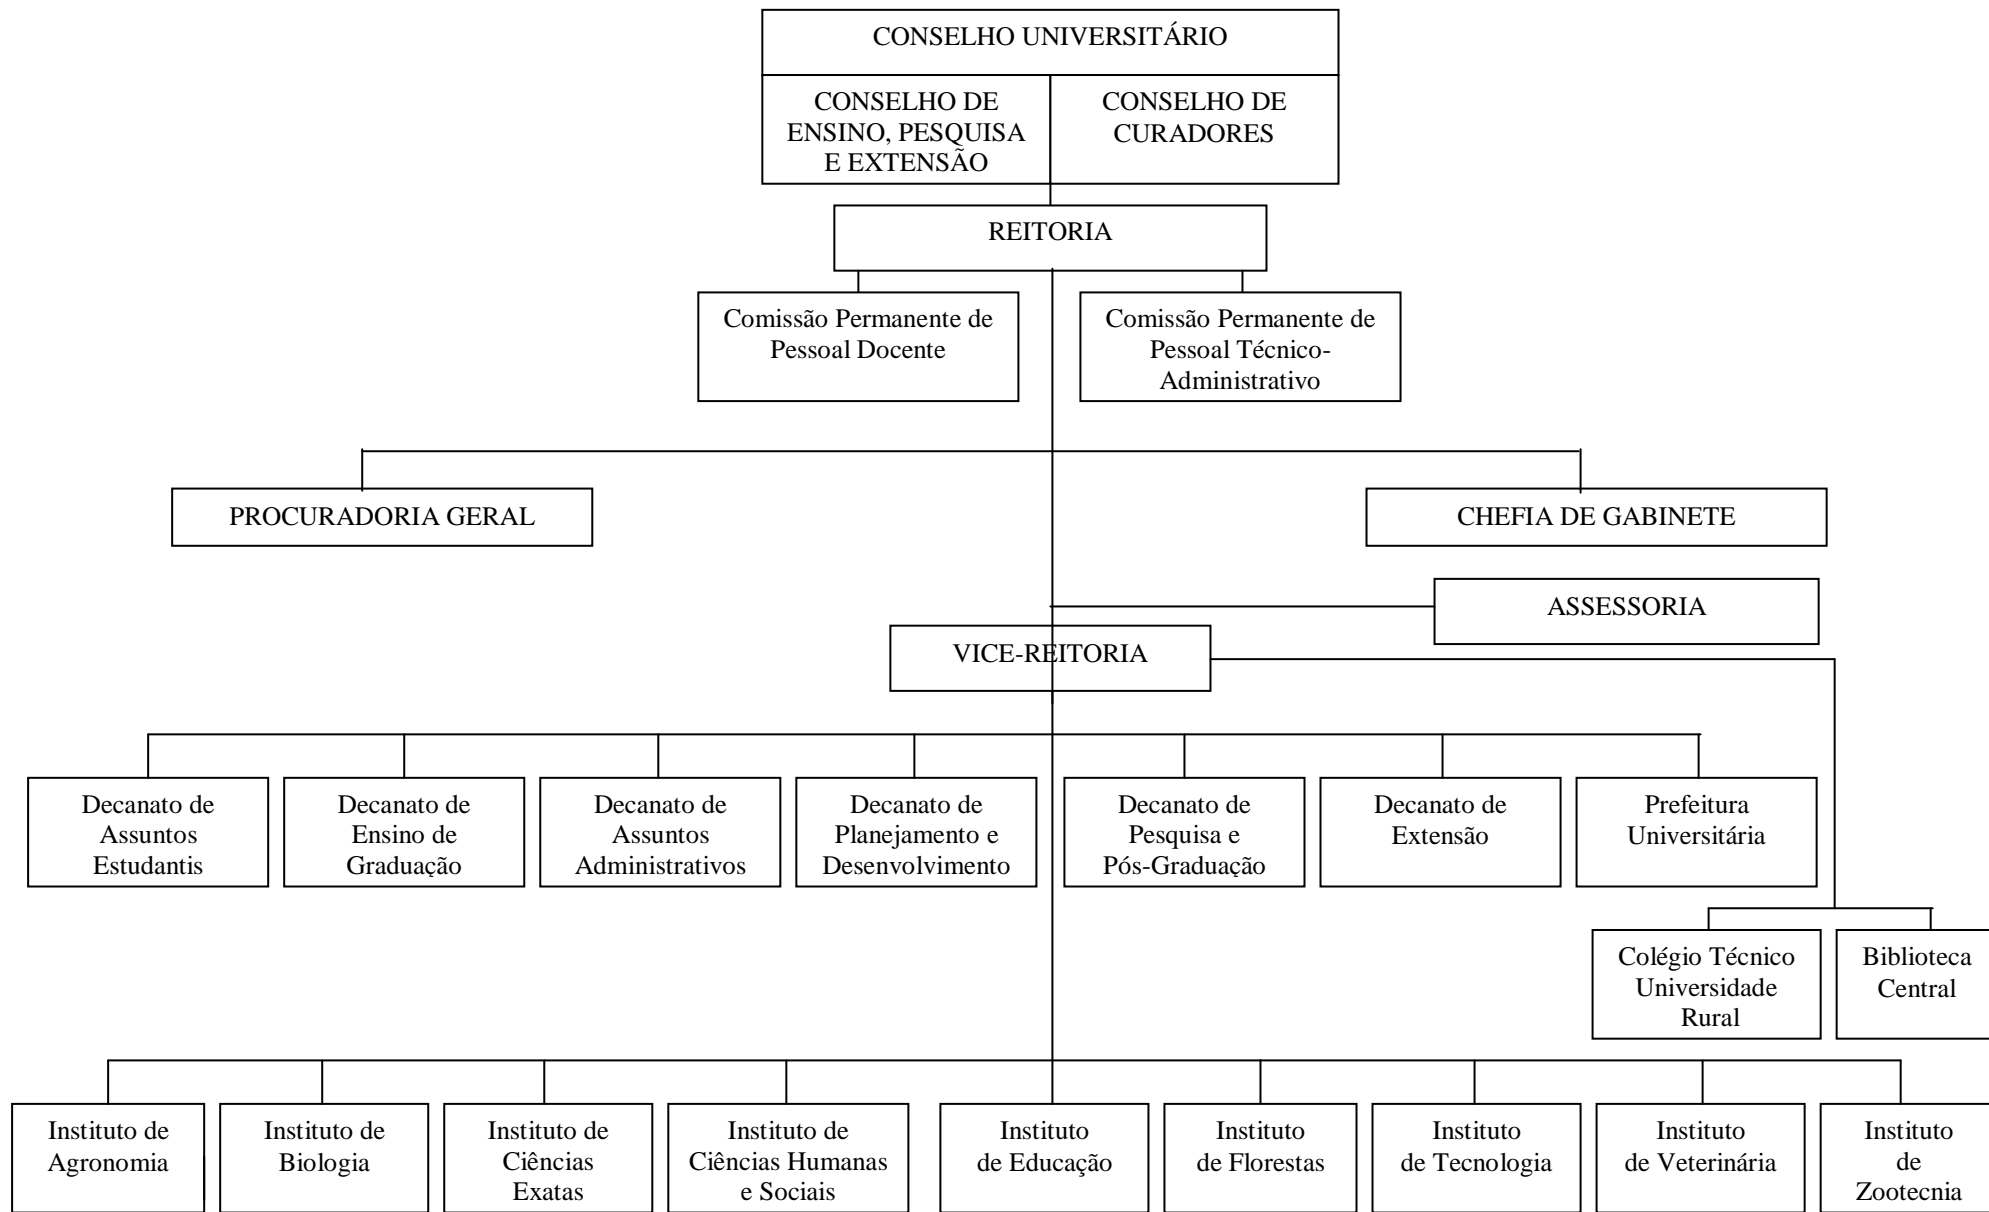 CONSELHO UNIVERSITÁRIO
CONSELHO DE
ENSINO, PESQUISA
E EXTENSÃO
CONSELHO DE
CURADORES
REITORIA
Comissão Permanente de
Pessoal Docente
Comissão Permanente de
Pessoal Técnico-
Administrativo
PROCURADORIA GERAL
CHEFIA DE GABINETE
ASSESSORIA
VICE-REITORIA
Decanato de
Assuntos
Estudantis
Decanato de
Ensino de
Graduação
Decanato de
Assuntos
Administrativos
Decanato de
Planejamento e
Desenvolvimento
Decanato de
Pesquisa e
Pós-Graduação
Decanato de
Extensão
Prefeitura
Universitária
Colégio Técnico
Universidade
Rural
Biblioteca
Central
Instituto de
Agronomia
Instituto de
Biologia
Instituto de
Ciências
Exatas
Instituto de
Ciências Humanas
e Sociais
Instituto
de Educação
Instituto
de Florestas
Instituto
de Tecnologia
Instituto
de Veterinária
Instituto
de
Zootecnia